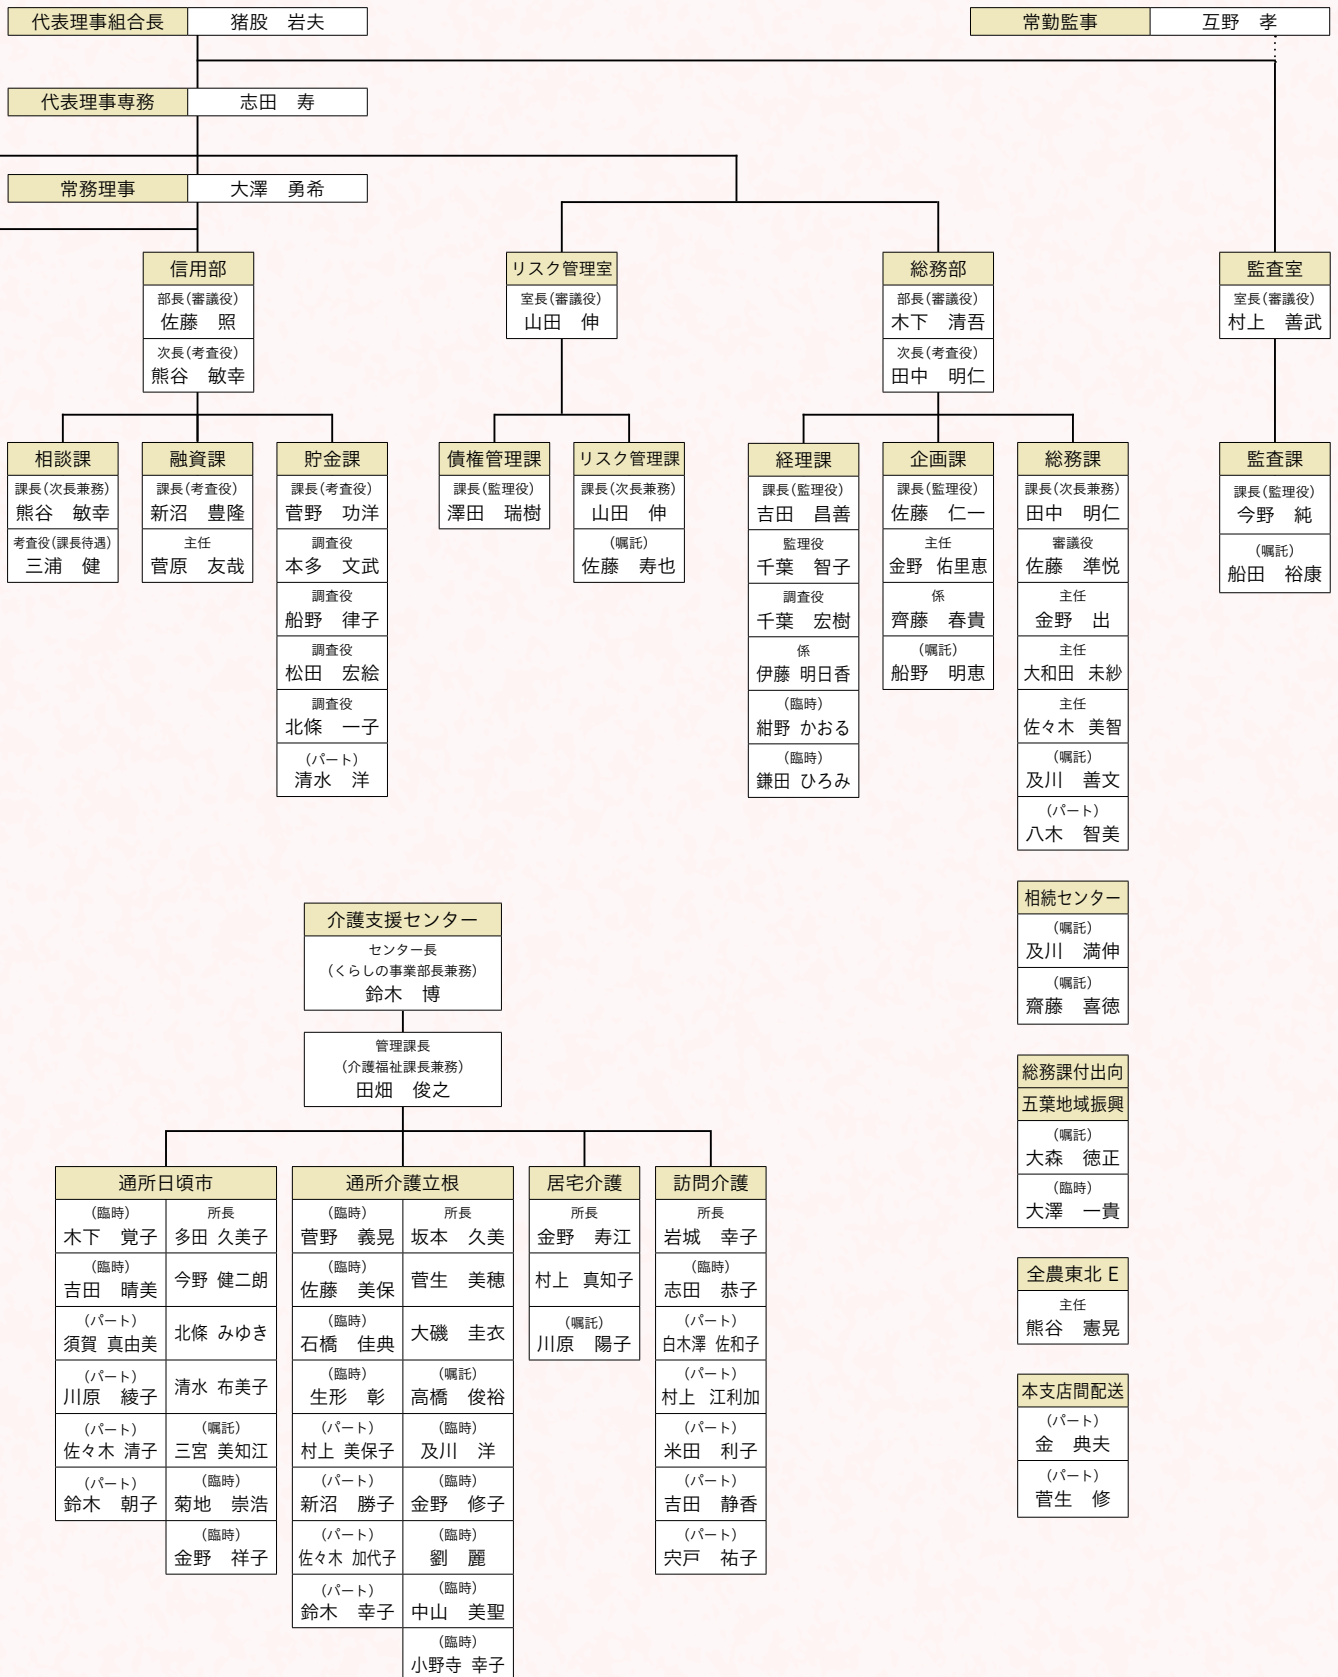 代表理事組合長 猪股 岩夫
常勤監事 互野 孝
代表理事専務 志田 寿
常務理事 大澤 勇希
信用部
部長(審議役)
佐藤 照
次長(考査役)
熊谷 敏幸
相談課
課長(次長兼務)
熊谷 敏幸
考査役(課長待遇)
三浦 健
融資課
課長(考査役)
新沼 豊隆
主任
菅原 友哉
貯金課
課長(考査役)
菅野 功洋
調査役
本多 文武
調査役
船野 律子
調査役
松田 宏絵
調査役
北條 一子
(パート)
清水 洋
リスク管理室
室長(審議役)
山田 伸
債権管理課
課長(監理役)
澤田 瑞樹
リスク管理課
課長(次長兼務)
山田 伸
(嘱託)
佐藤 寿也
総務部
部長(審議役)
木下 清吾
次長(考査役)
田中 明仁
経理課
課長(監理役)
吉田 昌善
監理役
千葉 智子
調査役
千葉 宏樹
係
伊藤 明日香
(臨時)
紺野 かおる
(臨時)
鎌田 ひろみ
企画課
課長(監理役)
佐藤 仁一
主任
金野 佑里恵
係
齊藤 春貴
(嘱託)
船野 明恵
総務課
課長(次長兼務)
田中 明仁
審議役
佐藤 準悦
主任
金野 出
主任
大和田 未紗
主任
佐々木 美智
(嘱託)
及川 善文
(パート)
八木 智美
監査室
室長(審議役)
村上 善武
監査課
課長(監理役)
今野 純
(嘱託)
船田 裕康
相続センター
(嘱託)
及川 満伸
(嘱託)
齋藤 喜徳
総務課付出向
五葉地域振興
(嘱託)
大森 徳正
(臨時)
大澤 一貴
全農東北 E
主任
熊谷 憲晃
本支店間配送
(パート)
金 典夫
(パート)
菅生 修
介護支援センター
センター長
(くらしの事業部長兼務)
鈴木 博
管理課長
(介護福祉課長兼務)
田畑 俊之
通所日頃市
(臨時)
木下 覚子
(臨時)
吉田 晴美
(パート)
須賀 真由美
(パート)
川原 綾子
(パート)
佐々木 清子
(パート)
鈴木 朝子
所長
多田 久美子
今野 健二朗
北條 みゆき
清水 布美子
(嘱託)
三宮 美知江
(臨時)
菊地 崇浩
(臨時)
金野 祥子
通所介護立根
(臨時)
菅野 義晃
(臨時)
佐藤 美保
(臨時)
石橋 佳典
(臨時)
生形 彰
(パート)
村上 美保子
(パート)
新沼 勝子
(パート)
佐々木 加代子
(パート)
鈴木 幸子
所長
坂本 久美
菅生 美穂
大磯 圭衣
(嘱託)
高橋 俊裕
(臨時)
及川 洋
(臨時)
金野 修子
(臨時)
劉 麗
(臨時)
中山 美聖
(臨時)
小野寺 幸子
居宅介護
所長
金野 寿江
村上 真知子
(嘱託)
川原 陽子
訪問介護
所長
岩城 幸子
(臨時)
志田 恭子
(パート)
白木澤 佐和子
(パート)
村上 江利加
(パート)
米田 利子
(パート)
吉田 静香
(パート)
宍戸 祐子